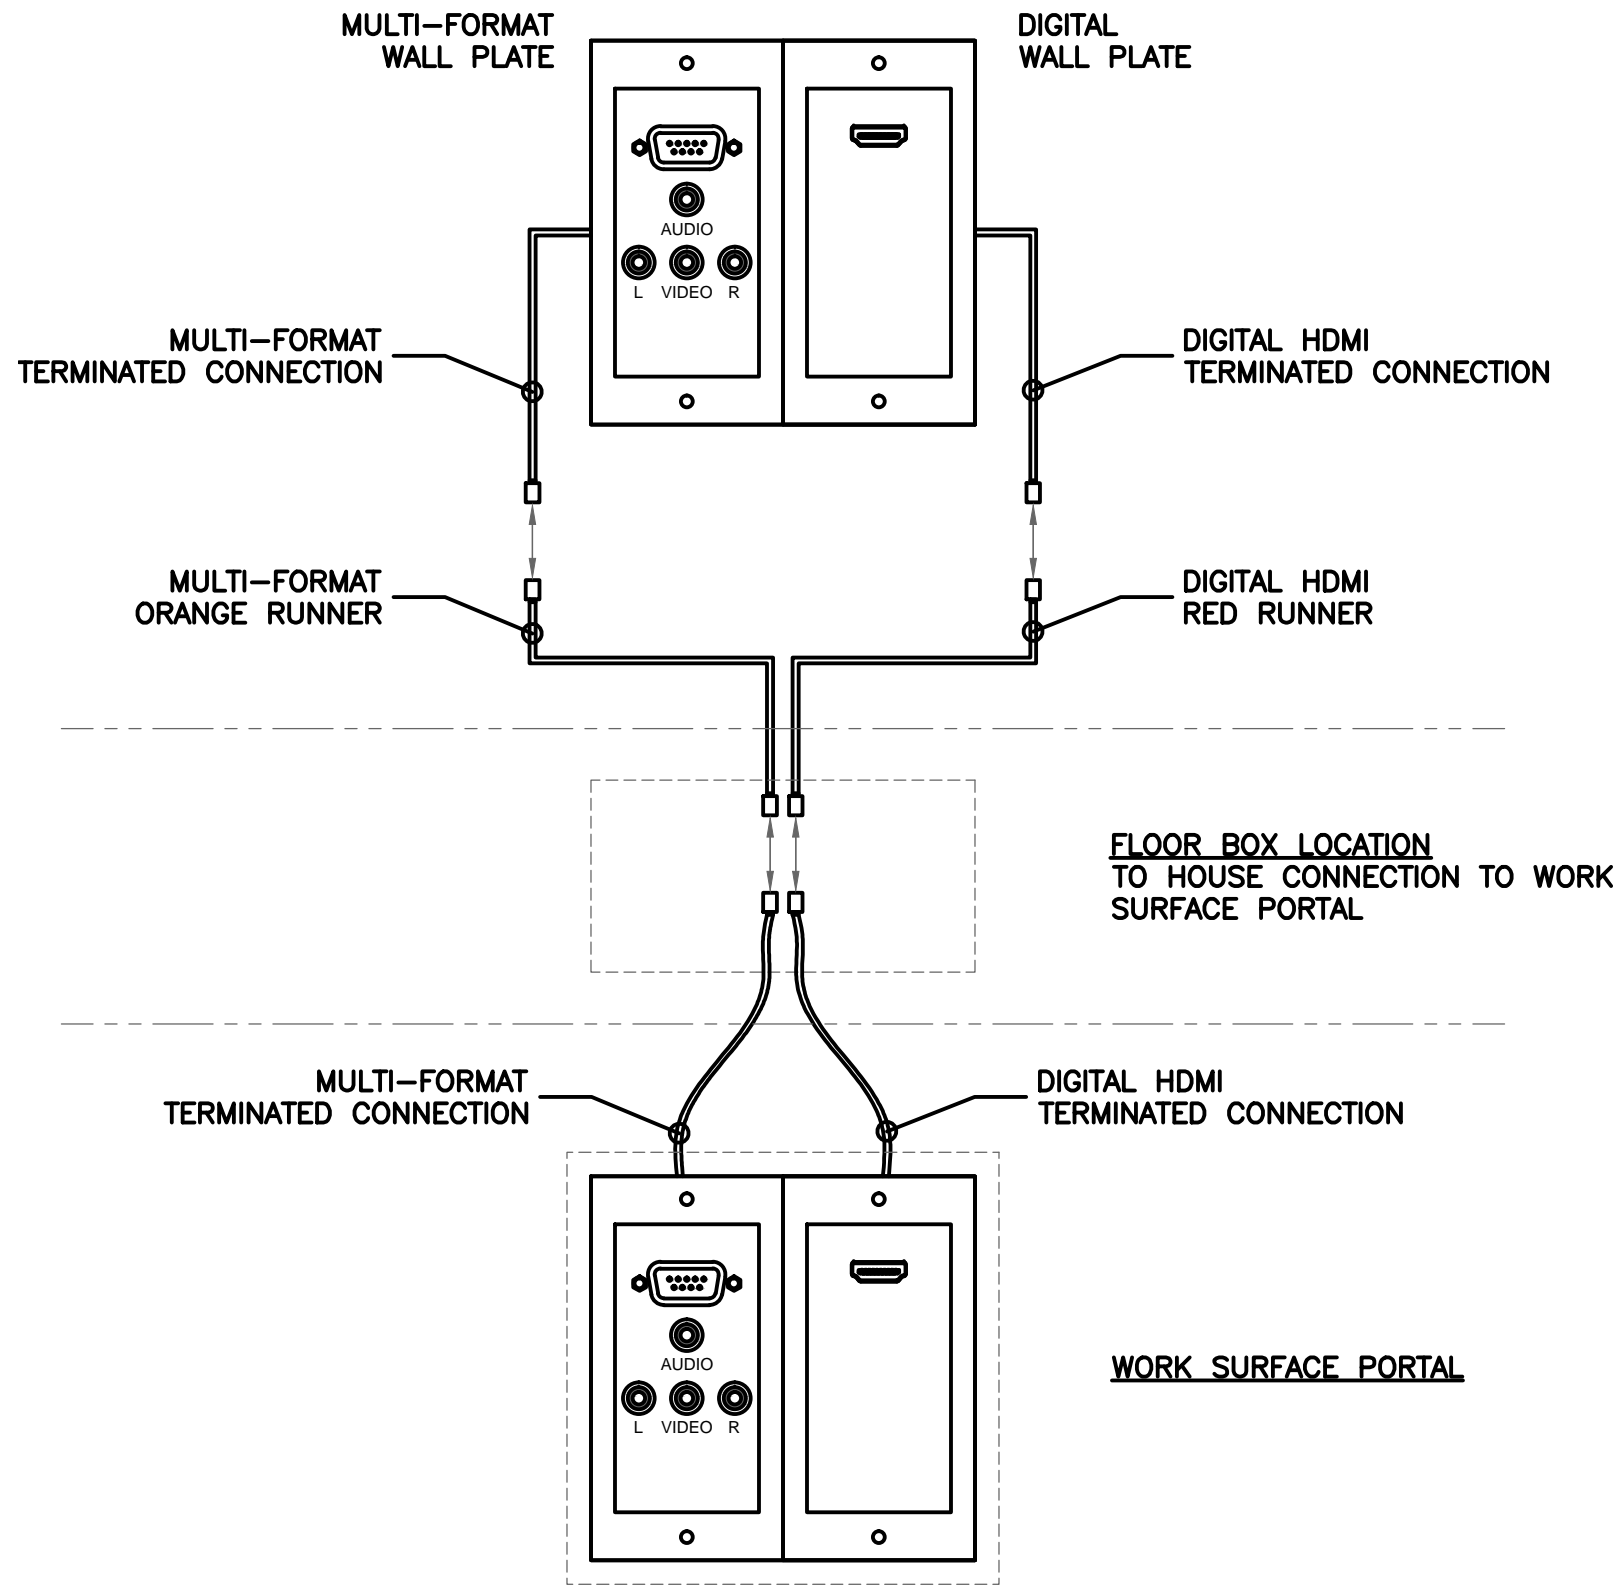 MULTI-FORMAT
WALL PLATE
DIGITAL
WALL PLATE
AUDIO
L VIDEO R
MULTI-FORMAT
TERMINATED CONNECTION
DIGITAL HDMI
TERMINATED CONNECTION
MULTI-FORMAT
ORANGE RUNNER
DIGITAL HDMI
RED RUNNER
FLOOR BOX LOCATION
TO HOUSE CONNECTION TO WORK
SURFACE PORTAL
MULTI-FORMAT
TERMINATED CONNECTION
DIGITAL HDMI
TERMINATED CONNECTION
AUDIO
L VIDEO R
WORK SURFACE PORTAL